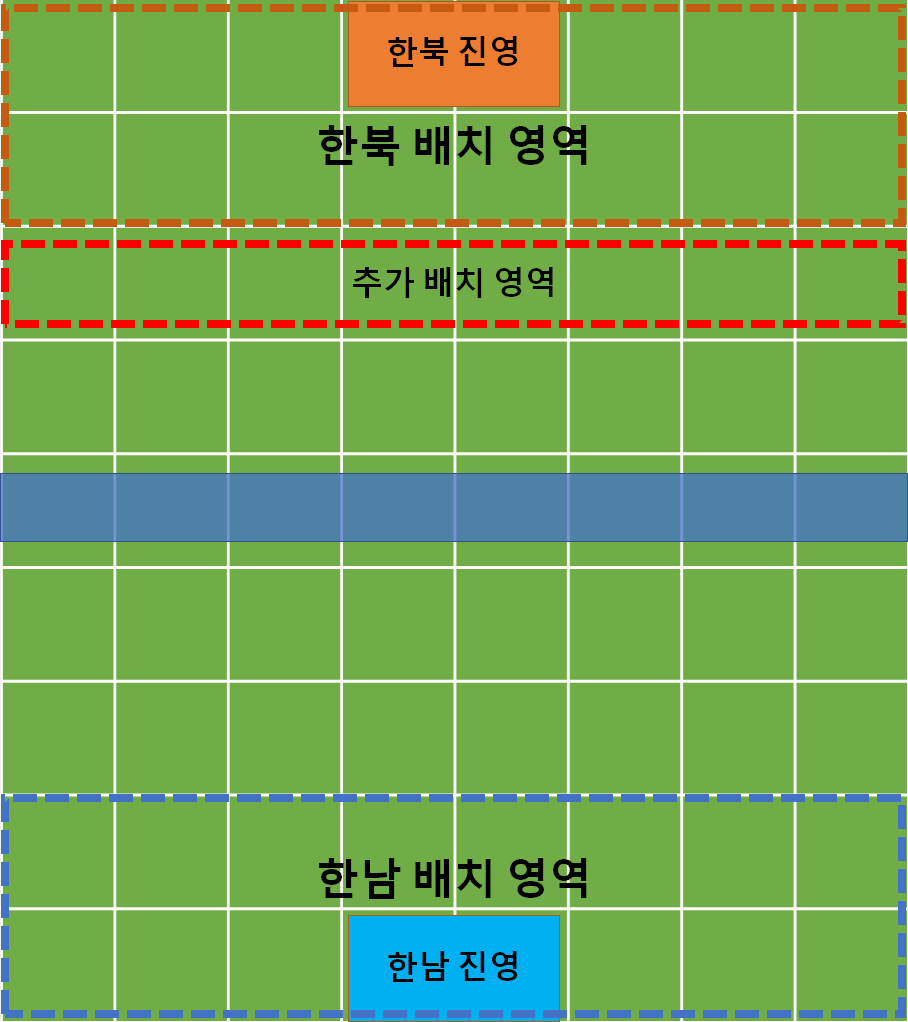 한북 진영
한북 배치 영역
추가 배치 영역
한남 배치 영역
한남 진영